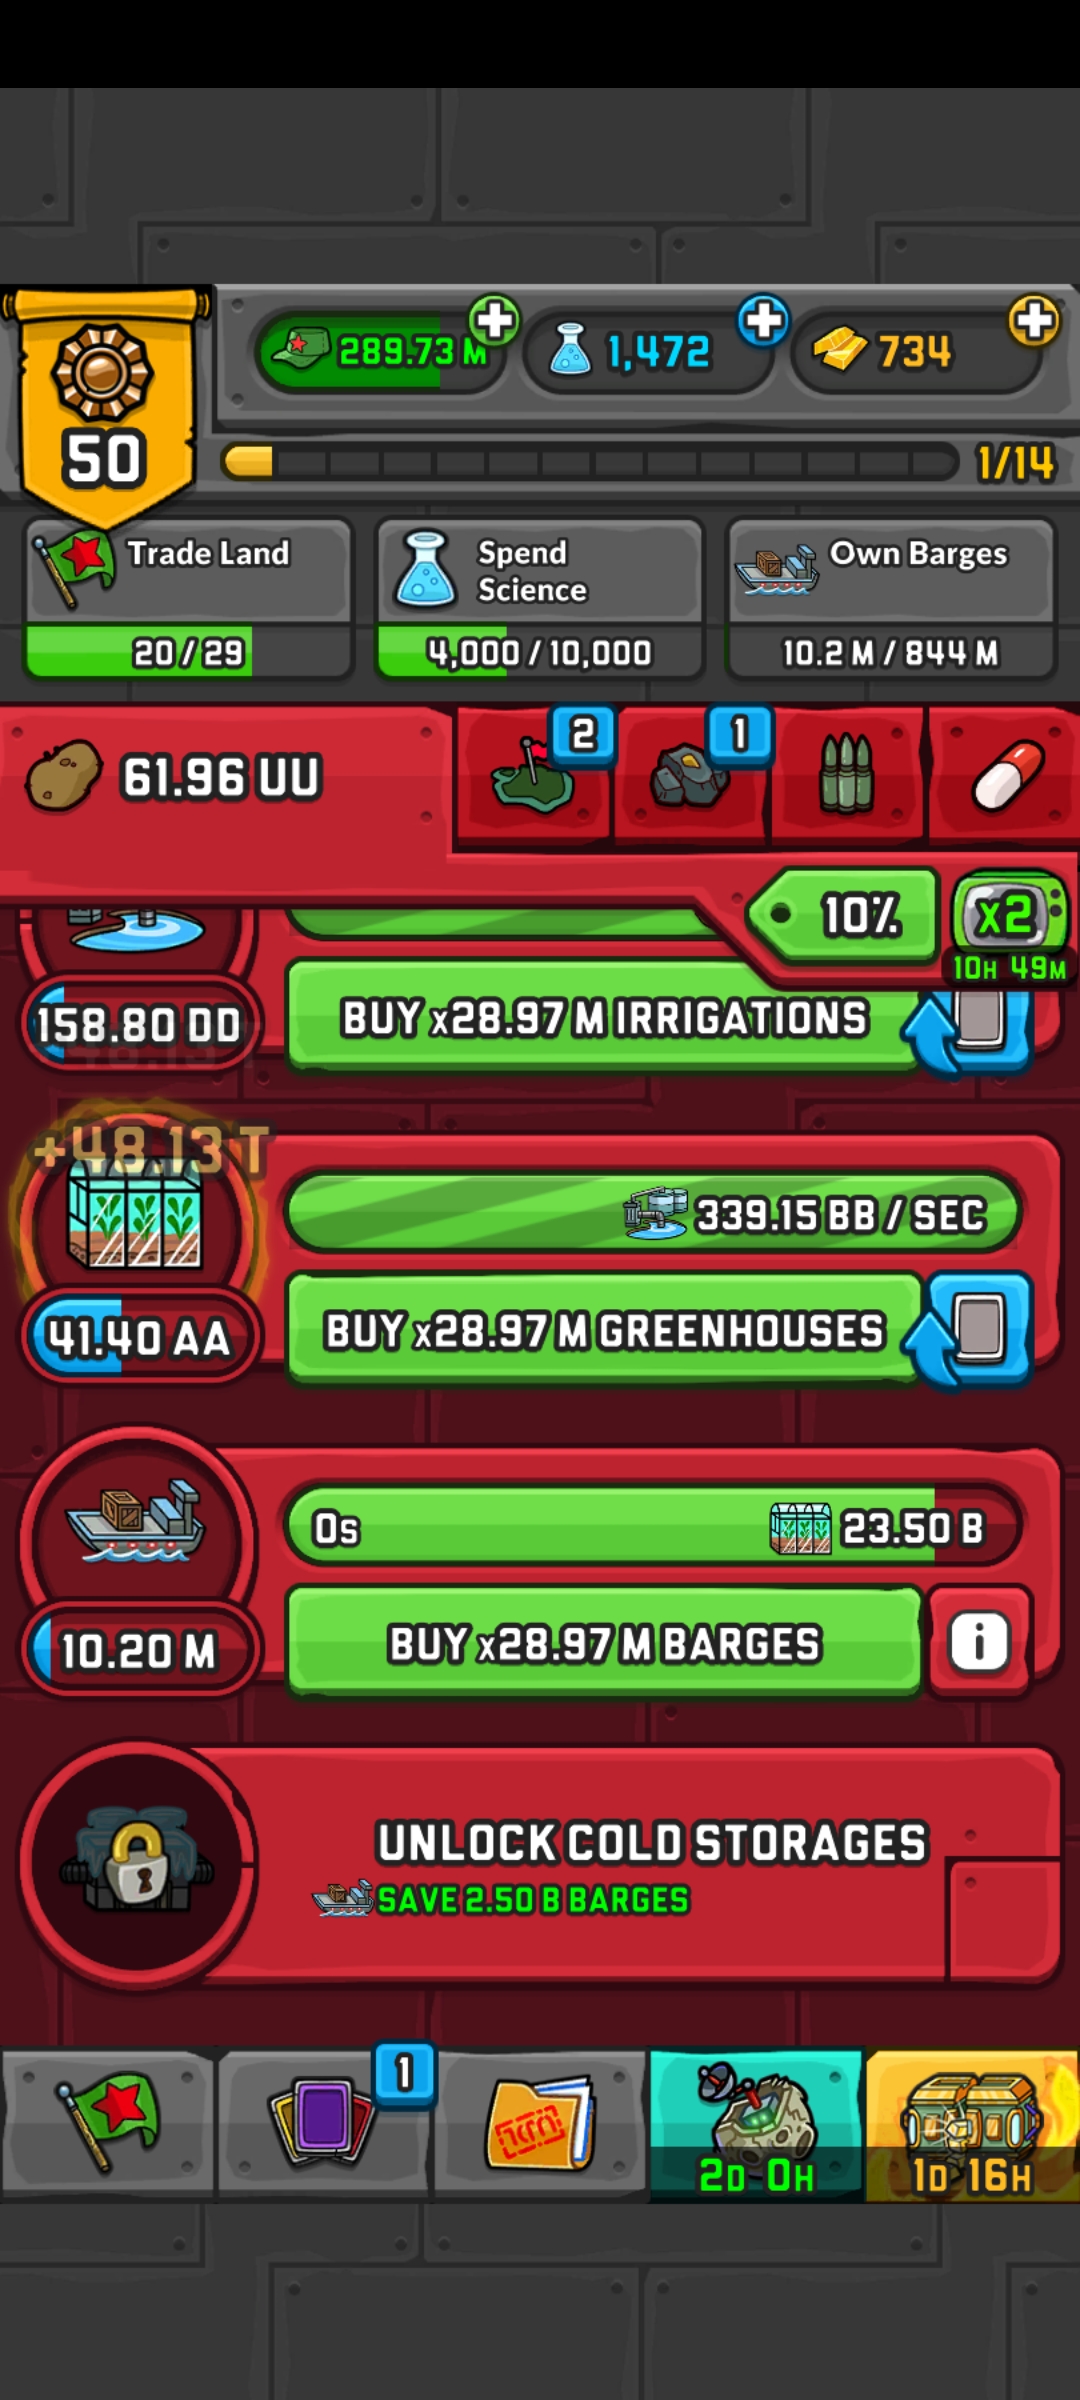 50
289.73 M
1,472
734
1/14
Trade Land
20/29
Spend
Science
4,000/10,000
Own Barges
10.2 M/844 M
61.96 UU
2
1
10%
x2
10H 49M
158.80 DD
BUY x28.97 M IRRIGATIONS
+48.13 T
339.15 BB / SEC
41.40 AA
BUY x28.97 M GREENHOUSES
0s
23.50 B
10.20 M
BUY x28.97 M BARGES
i
UNLOCK COLD STORAGES
SAVE 2.50 B BARGES
1
2D 0H
1D 16H